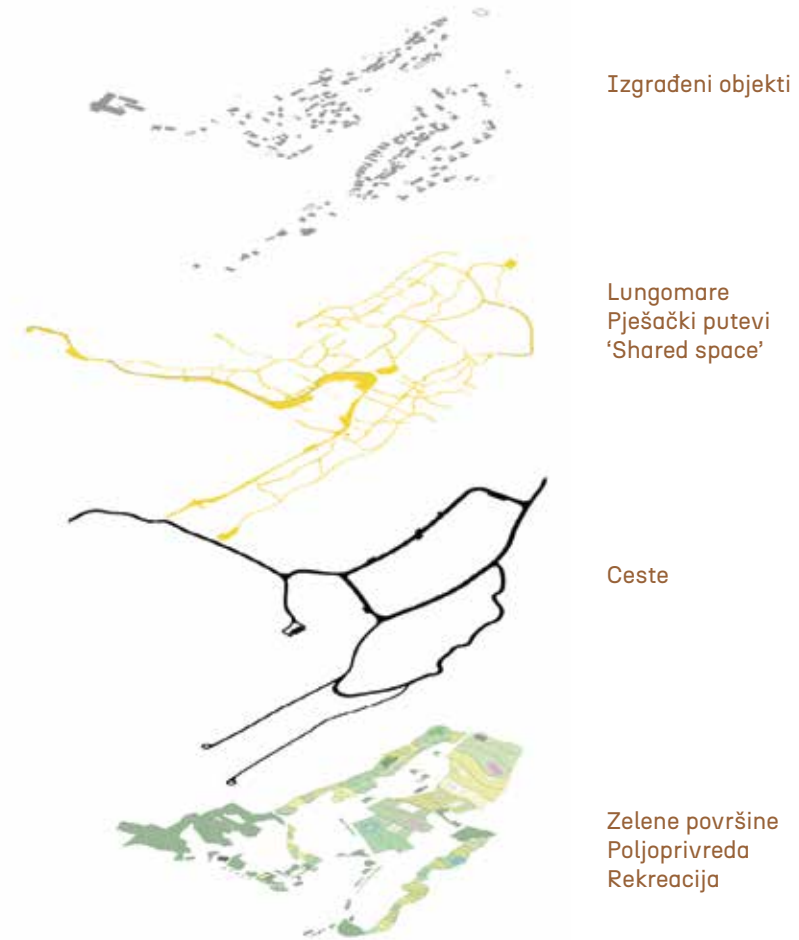 Izgrađeni objekti
Lungomare
Pješački putevi
‘Shared space’
Ceste
Zelene površine
Poljoprivreda
Rekreacija